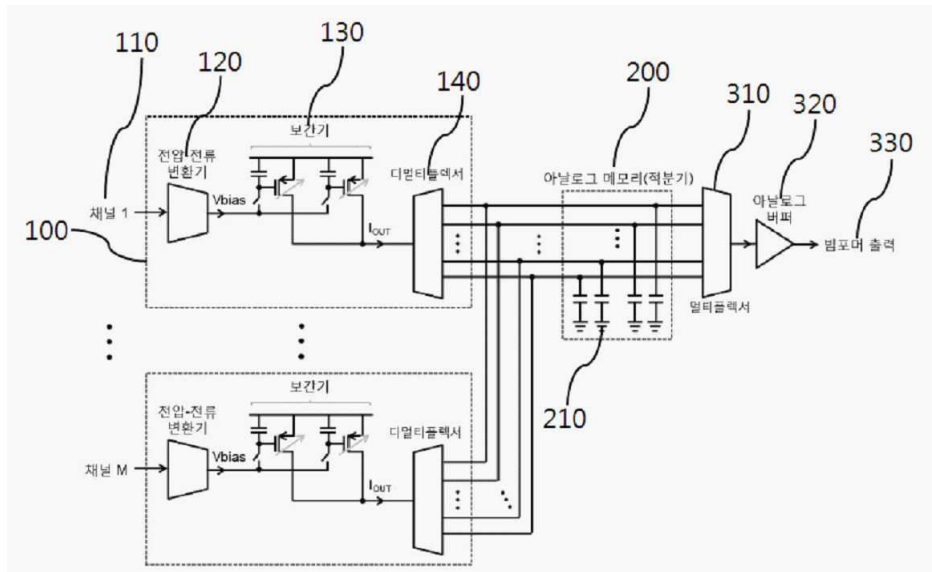 110
120
130
140
200
310
320
330
보간기
전압-전류
변환기
디멀티플렉서
아날로그 메모리(적분기)
아날로그
버퍼
채널 1
Vbias
IOUT
빔포머 출력
100
멀티플렉서
210
보간기
전압-전류
변환기
디멀티플렉서
채널 M
Vbias
IOUT